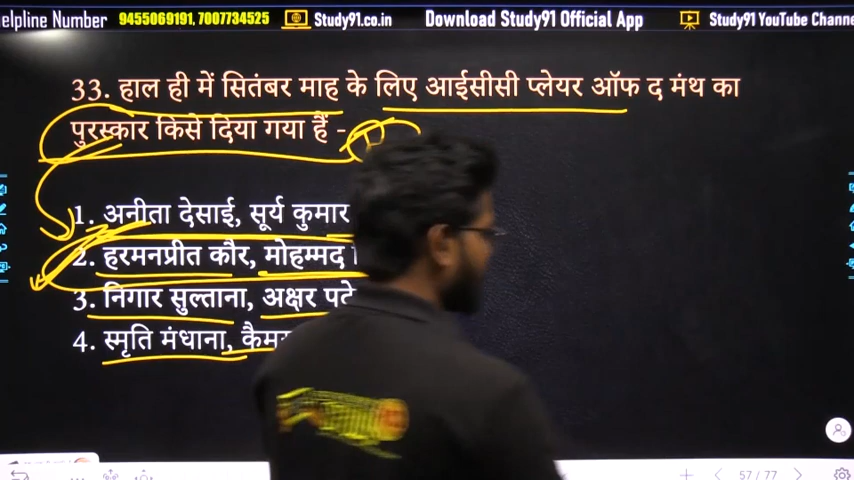 elpline Number 9455069191, 7007734525 Study91.co.in Download Study91 Official App Study91 YouTube Channe
33. हाल ही में सितंबर माह के लिए आईसीसी प्लेयर ऑफ द मंथ का
पुरस्कार किसे दिया गया हैं -
1. अनीता देसाई, सूर्य कुमार
2. हरमनप्रीत कौर, मोहम्मद
3. निगार सुल्ताना, अक्षर पटे
4. स्मृति मंधाना, कैम
57 / 77